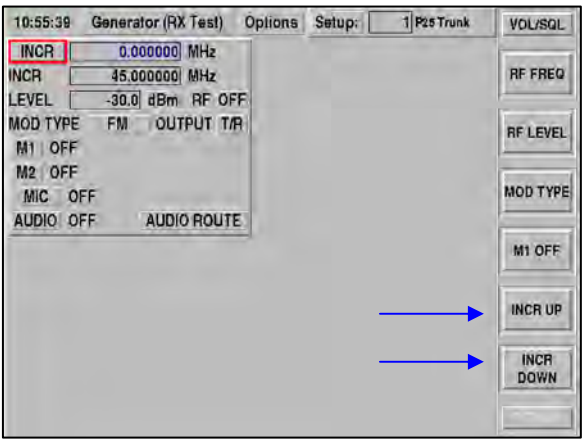 10:55:39 Generator (RX Test) Options Setup: 1 P25 Trunk VOL/SQL
INCR 0.000000 MHz
INCR 45.000000 MHz
LEVEL -30.0 dBm RF OFF
MOD TYPE FM OUTPUT T/R
M1 OFF
M2 OFF
MIC OFF
AUDIO OFF AUDIO ROUTE
RF FREQ
RF LEVEL
MOD TYPE
M1 OFF
INCR UP
INCR
DOWN